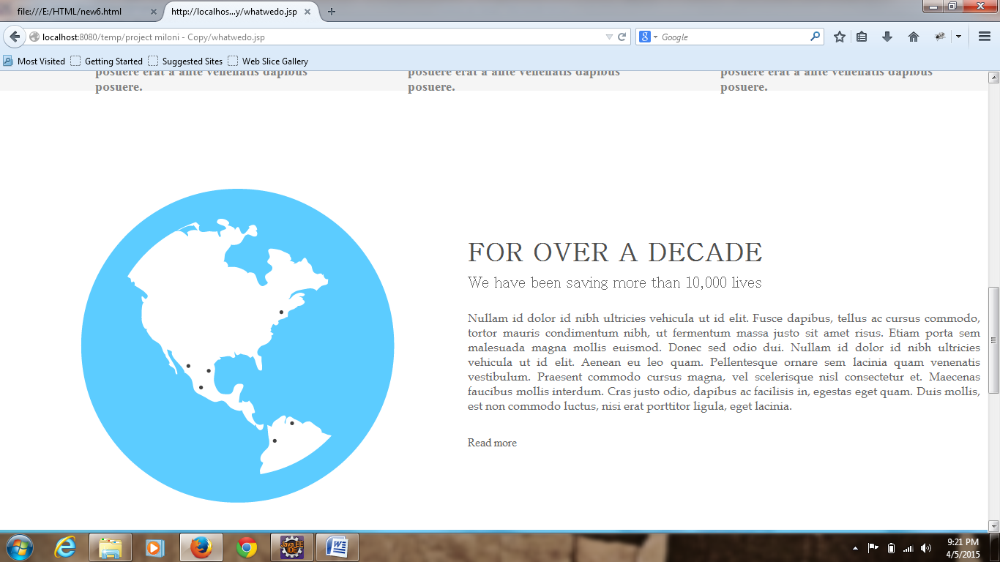 file:///E:/HTML/new6.html
http://localhos...y/whatwedo.jsp
localhost:8080/temp/project miloni - Copy/whatwedo.jsp
Google
Most Visited
Getting Started
Suggested Sites
Web Slice Gallery
posuere erat a ante venenatis dapibus
posuere.
posuere erat a ante venenatis dapibus
posuere.
posuere erat a ante venenatis dapibus
posuere.
FOR OVER A DECADE
We have been saving more than 10,000 lives
Nullam id dolor id nibh ultricies vehicula ut id elit. Fusce dapibus, tellus ac cursus commodo,
tortor mauris condimentum nibh, ut fermentum massa justo sit amet risus. Etiam porta sem
malesuada magna mollis euismod. Donec sed odio dui. Nullam id dolor id nibh ultricies
vehicula ut id elit. Aenean eu leo quam. Pellentesque ornare sem lacinia quam venenatis
vestibulum. Praesent commodo cursus magna, vel scelerisque nisl consectetur et. Maecenas
faucibus mollis interdum. Cras justo odio, dapibus ac facilisis in, egestas eget quam. Duis mollis,
est non commodo luctus, nisi erat porttitor ligula, eget lacinia.
Read more
Java EE
IDE
9:21 PM
4/5/2015